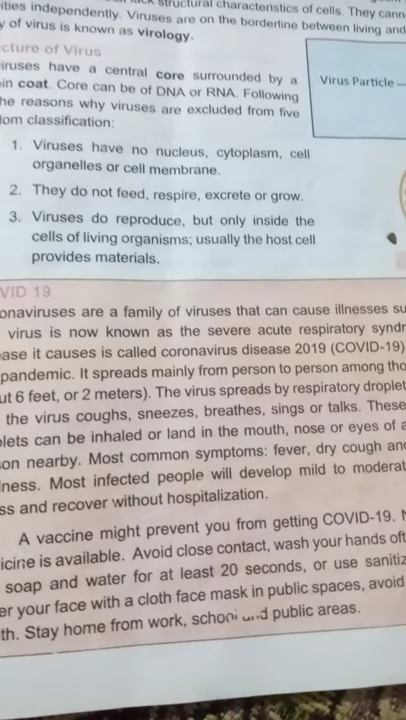 structural characteristics of cells. They cann
ities independently. Viruses are on the borderline between living and
y of virus is known as virology.
cture of Virus
iruses have a central core surrounded by a
in coat. Core can be of DNA or RNA. Following
he reasons why viruses are excluded from five
dom classification:
Virus Particle
1. Viruses have no nucleus, cytoplasm, cell
organelles or cell membrane.
2. They do not feed, respire, excrete or grow.
3. Viruses do reproduce, but only inside the
cells of living organisms; usually the host cell
provides materials.
VID 19
onaviruses are a family of viruses that can cause illnesses su
virus is now known as the severe acute respiratory syndr
ease it causes is called coronavirus disease 2019 (COVID-19)
pandemic. It spreads mainly from person to person among tho
ut 6 feet, or 2 meters). The virus spreads by respiratory droplet
the virus coughs, sneezes, breathes, sings or talks. These
lets can be inhaled or land in the mouth, nose or eyes of a
on nearby. Most common symptoms: fever, dry cough and
ness. Most infected people will develop mild to moderat
ss and recover without hospitalization.
A vaccine might prevent you from getting COVID-19. N
icine is available. Avoid close contact, wash your hands oft
soap and water for at least 20 seconds, or use sanitiz
er your face with a cloth face mask in public spaces, avoid
th. Stay home from work, school and public areas.